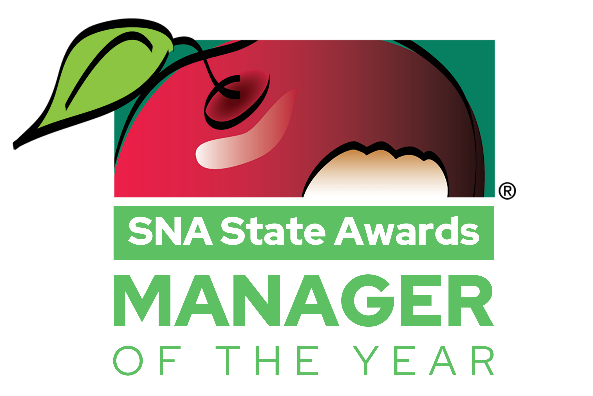 ®
SNA State Awards
MANAGER
OF THE YEAR